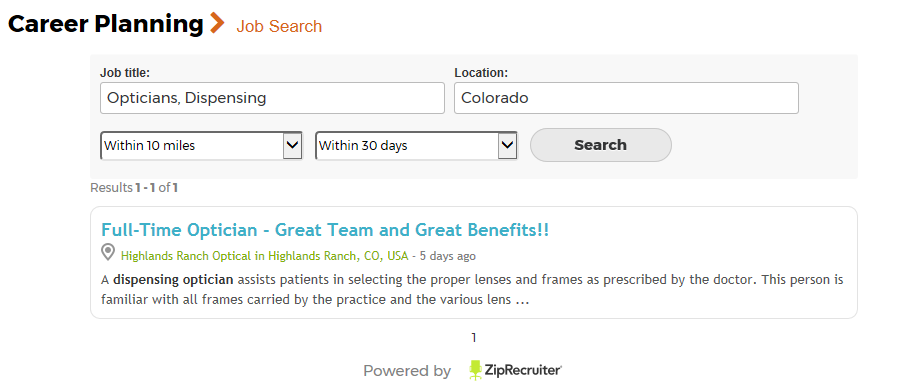 Career Planning Job Search
Job title: Location:
Opticians, Dispensing Colorado
Within 10 miles Within 30 days Search
Results 1 - 1 of 1
Full-Time Optician - Great Team and Great Benefits!!
Highlands Ranch Optical in Highlands Ranch, CO, USA - 5 days ago
A dispensing optician assists patients in selecting the proper lenses and frames as prescribed by the doctor. This person is
familiar with all frames carried by the practice and the various lens ...
1
Powered by ZipRecruiter